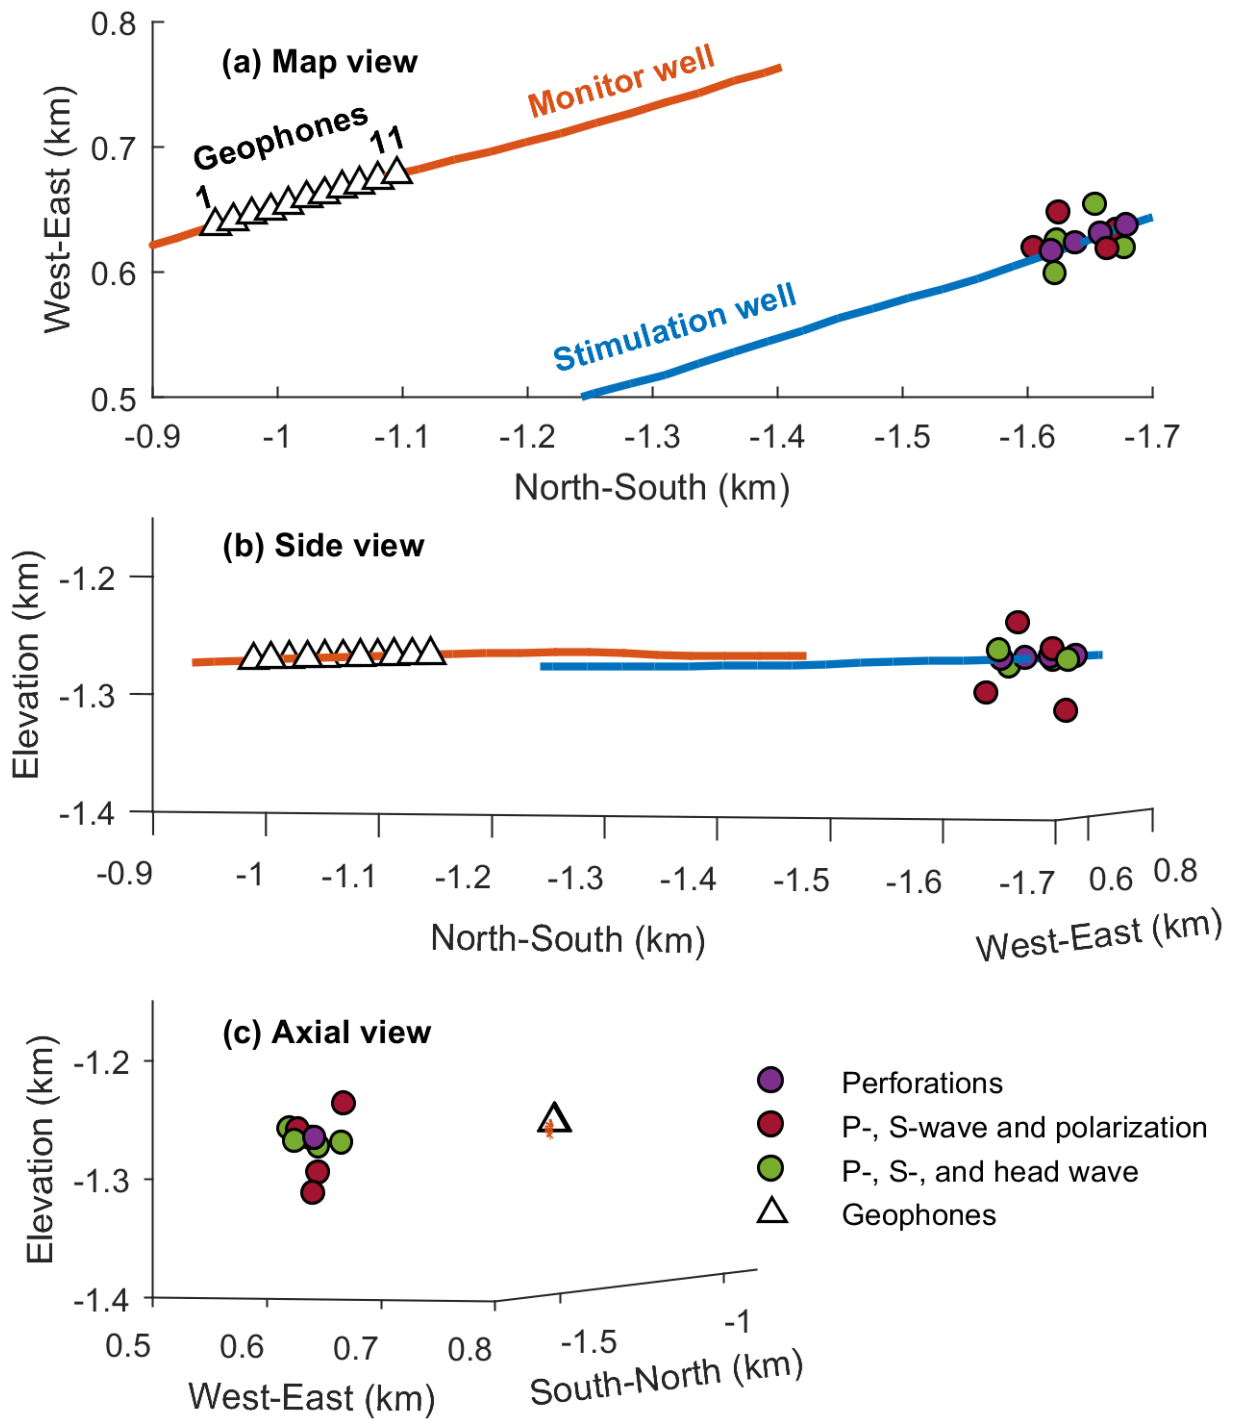 (a) Map view
Monitor well
Geophones
1
11
Stimulation well
0.8
0.7
0.6
0.5
West-East (km)
-0.9 -1 -1.1 -1.2 -1.3 -1.4 -1.5 -1.6 -1.7
North-South (km)
(b) Side view
-1.2
-1.3
-1.4
Elevation (km)
-0.9 -1 -1.1 -1.2 -1.3 -1.4 -1.5 -1.6 -1.7 0.6 0.8
North-South (km)
West-East (km)
(c) Axial view
-1.2
-1.3
-1.4
Elevation (km)
0.5 0.6 0.7 0.8 -1.5 -1
West-East (km)
South-North (km)
Perforations
P-, S-wave and polarization
P-, S-, and head wave
Geophones